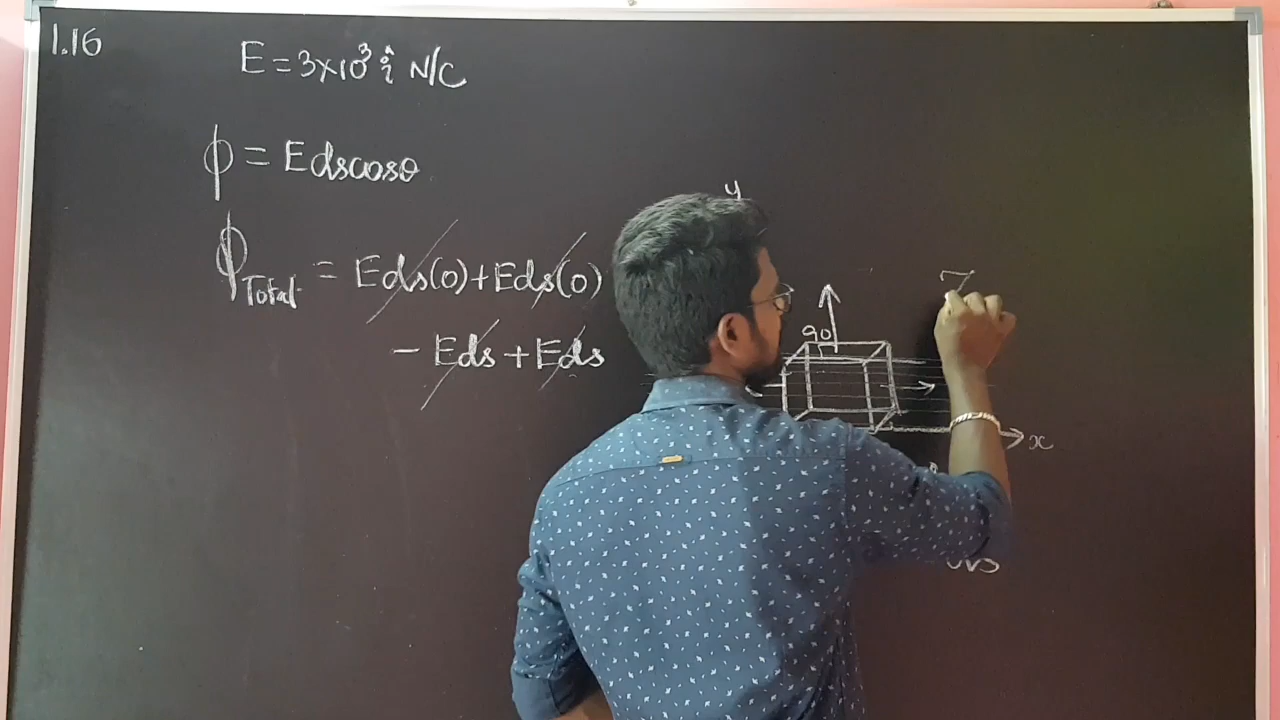 1.16
E = 3×10³ î N/C
ϕ = Edscosθ
ϕTotal = Eds(0)+Eds(0)
- Eds + Eds
y
90
x